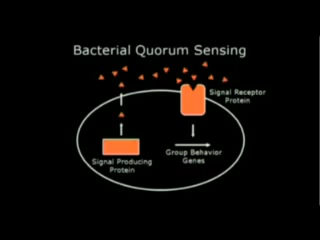 Bacterial Quorum Sensing
Signal Receptor
Protein
Signal Producing
Protein
Group Behavior
Genes